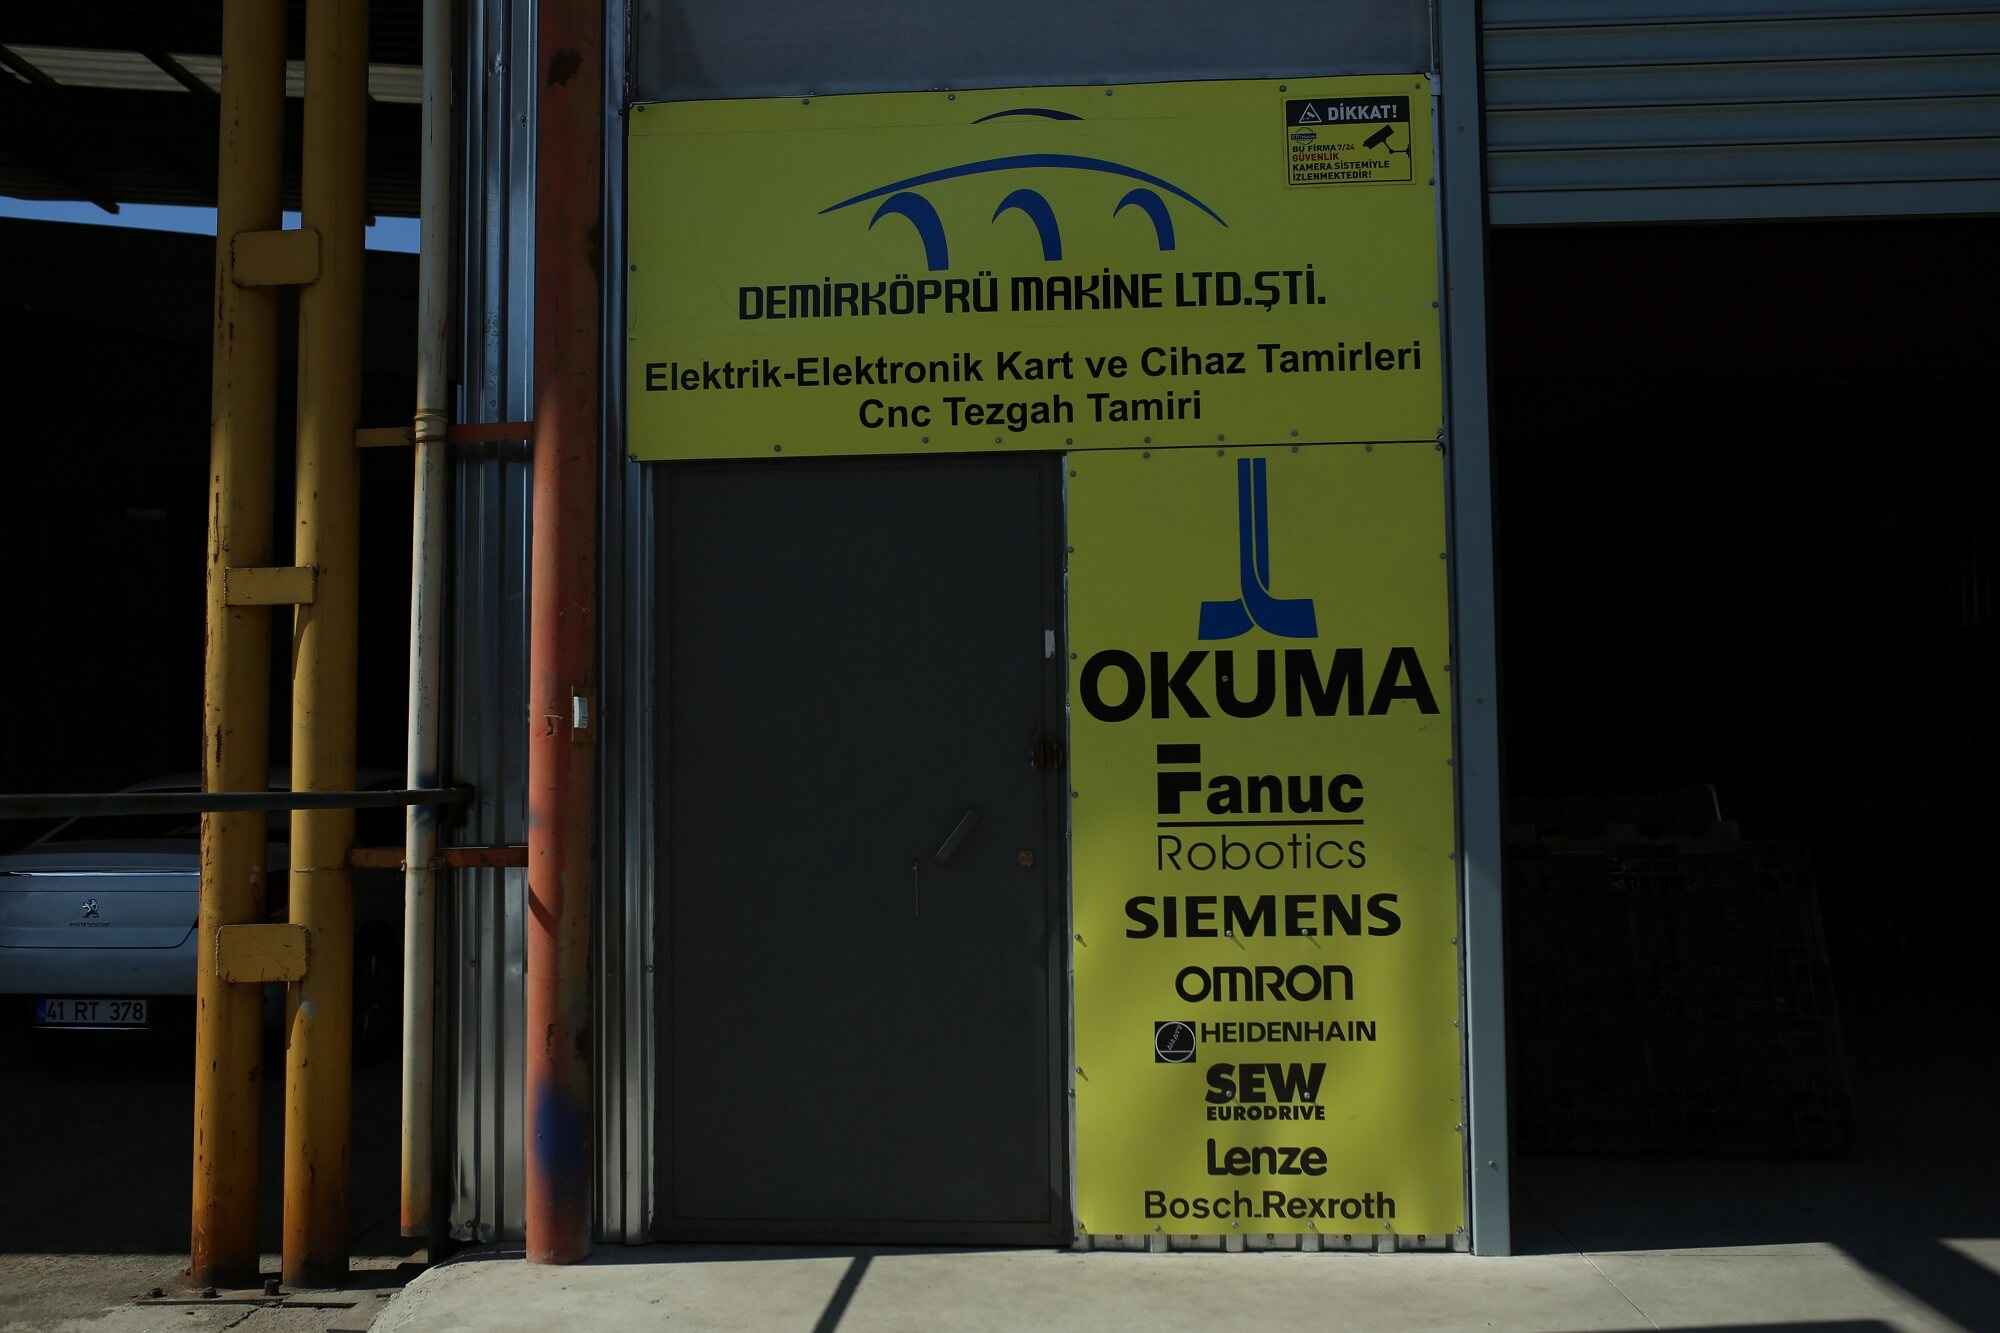 DİKKAT!
BU FİRMA 7/24
GÜVENLİK
KAMERA SİSTEMİYLE
İZLENMEKTEDİR!
DEMİRKÖPRÜ MAKİNE LTD.ŞTİ.
Elektrik-Elektronik Kart ve Cihaz Tamirleri
Cnc Tezgah Tamiri
OKUMA
Fanuc
Robotics
SIEMENS
OMRON
HEIDENHAIN
SEW
EURODRIVE
Lenze
Bosch-Rexroth
41 RT 378